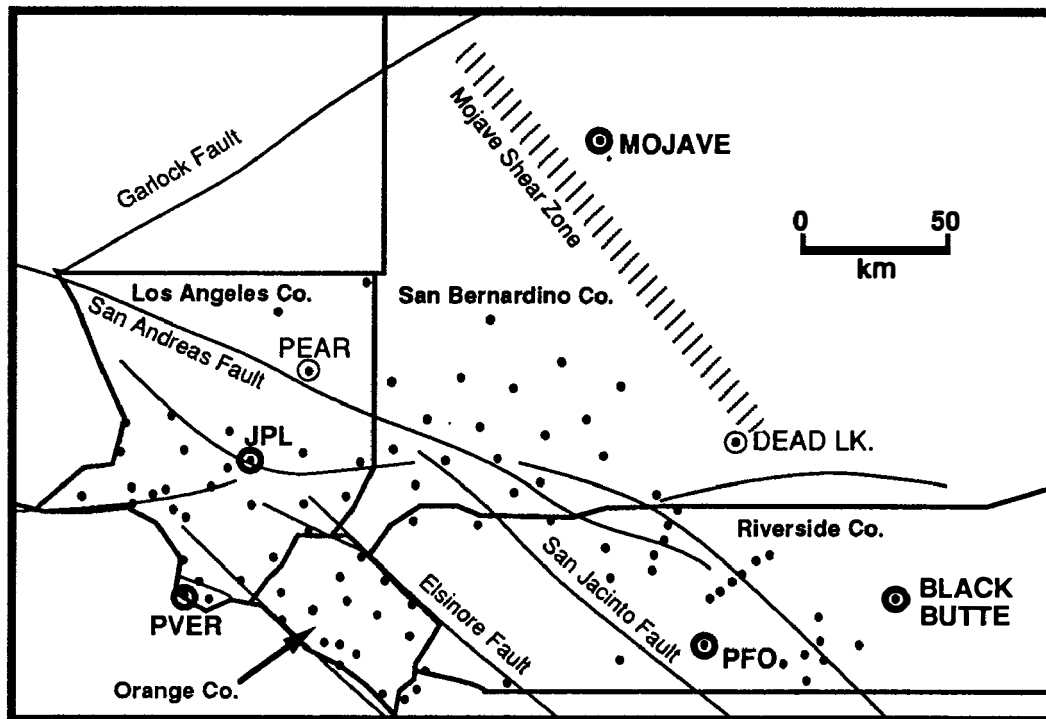 MOJAVE
Garlock Fault
Mojave Shear Zone
0 50
km
Los Angeles Co.
San Bernardino Co.
San Andreas Fault
PEAR
JPL
DEAD LK.
Riverside Co.
San Jacinto Fault
Elsinore Fault
BLACK
BUTTE
PVER
PFO
Orange Co.